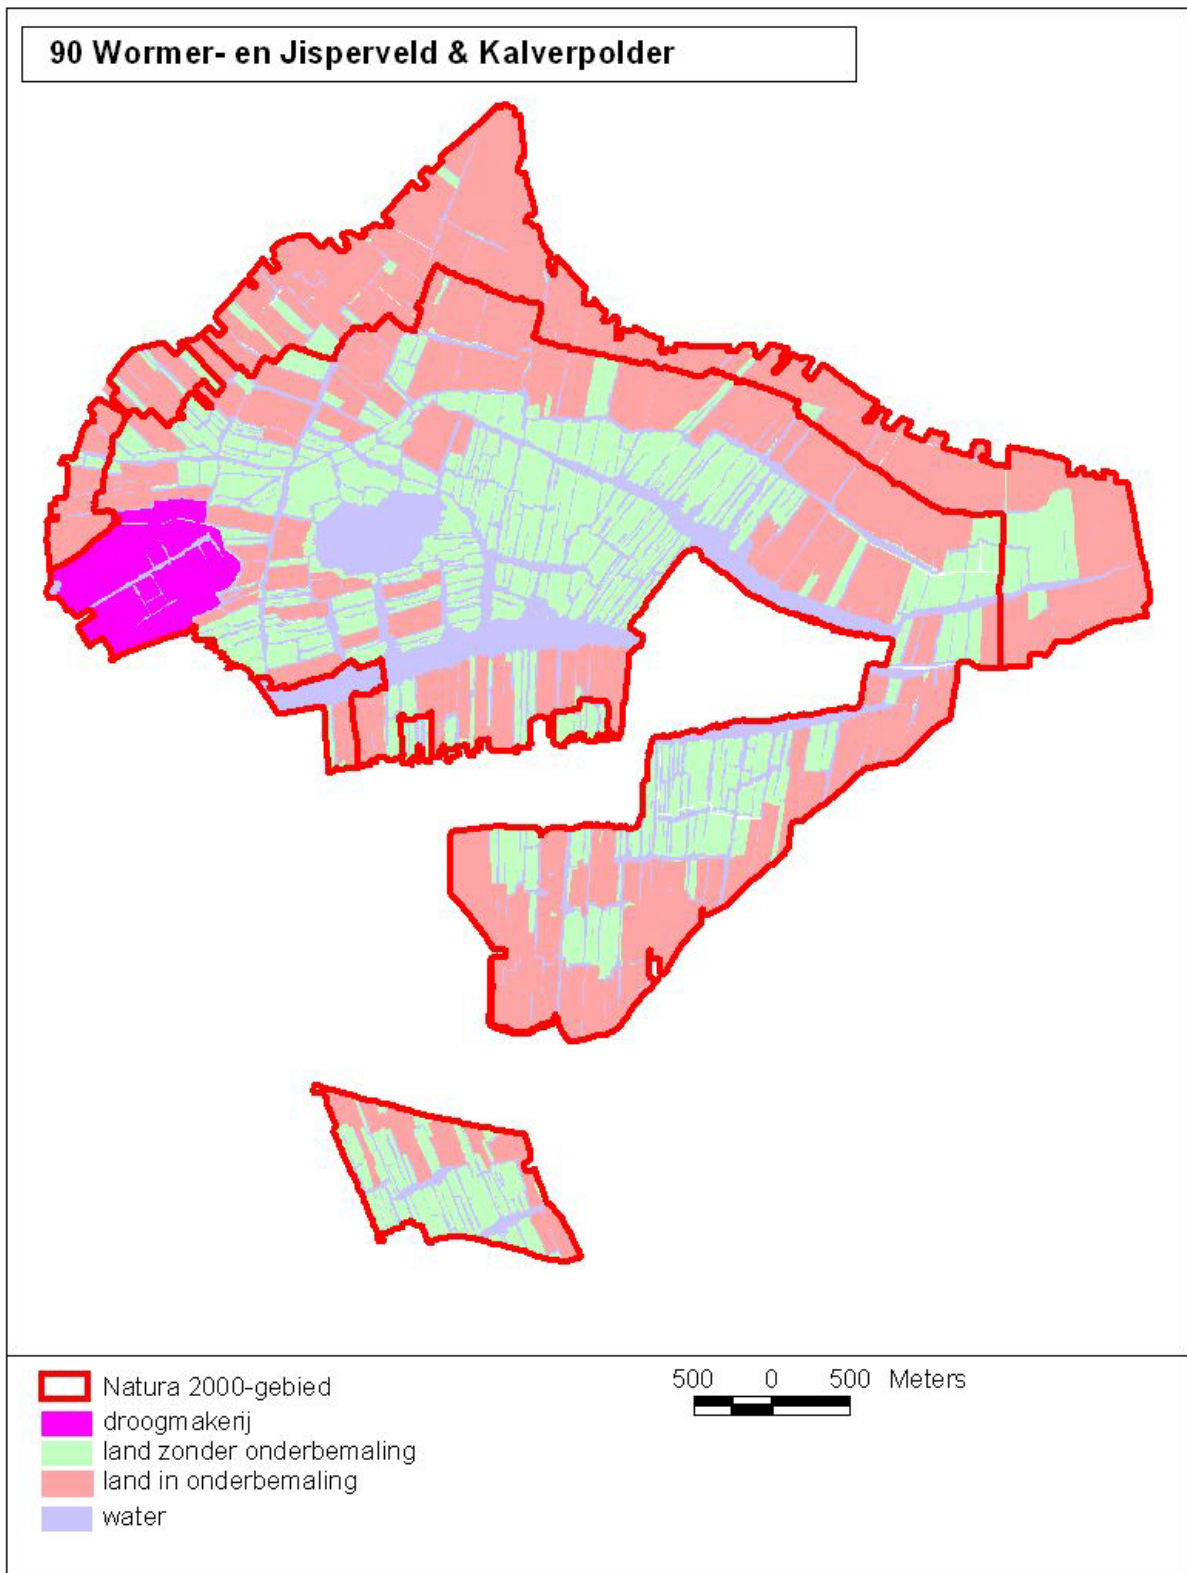 90 Wormer- en Jisperveld & Kalverpolder
Natura 2000-gebied
droogmakerij
land zonder onderbemaling
land in onderbemaling
water
500 0 500 Meters